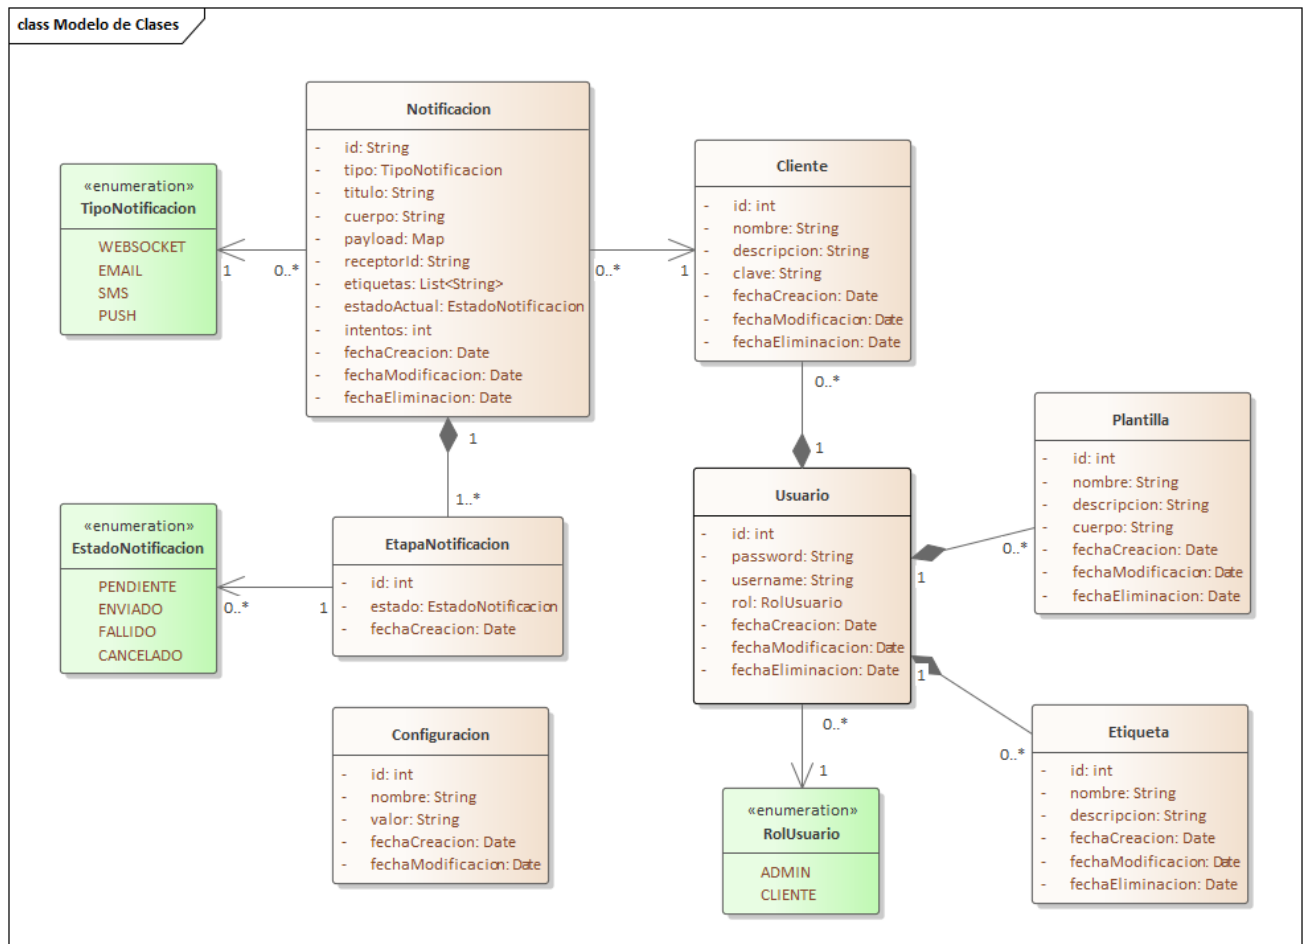 class Modelo de Clases
Notificacion
- id: String
- tipo: TipoNotificacion
- titulo: String
- cuerpo: String
- payload: Map
- receptorId: String
- etiquetas: List<String>
- estadoActual: EstadoNotificacion
- intentos: int
- fechaCreacion: Date
- fechaModificacion: Date
- fechaEliminacion: Date
«enumeration»
TipoNotificacion
WEBSOCKET
EMAIL
SMS
PUSH
1
0..*
0..*
1
Cliente
- id: int
- nombre: String
- descripcion: String
- clave: String
- fechaCreacion: Date
- fechaModificacion: Date
- fechaEliminacion: Date
0..*
1
1
1..*
«enumeration»
EstadoNotificacion
PENDIENTE
ENVIADO
FALLIDO
CANCELADO
0..*
1
EtapaNotificacion
- id: int
- estado: EstadoNotificacion
- fechaCreacion: Date
Usuario
- id: int
- password: String
- username: String
- rol: RolUsuario
- fechaCreacion: Date
- fechaModificacion: Date
- fechaEliminacion: Date
1
0..*
Plantilla
- id: int
- nombre: String
- descripcion: String
- cuerpo: String
- fechaCreacion: Date
- fechaModificacion: Date
- fechaEliminacion: Date
1
0..*
Etiqueta
- id: int
- nombre: String
- descripcion: String
- fechaCreacion: Date
- fechaModificacion: Date
- fechaEliminacion: Date
Configuracion
- id: int
- nombre: String
- valor: String
- fechaCreacion: Date
- fechaModificacion: Date
0..*
1
«enumeration»
RolUsuario
ADMIN
CLIENTE